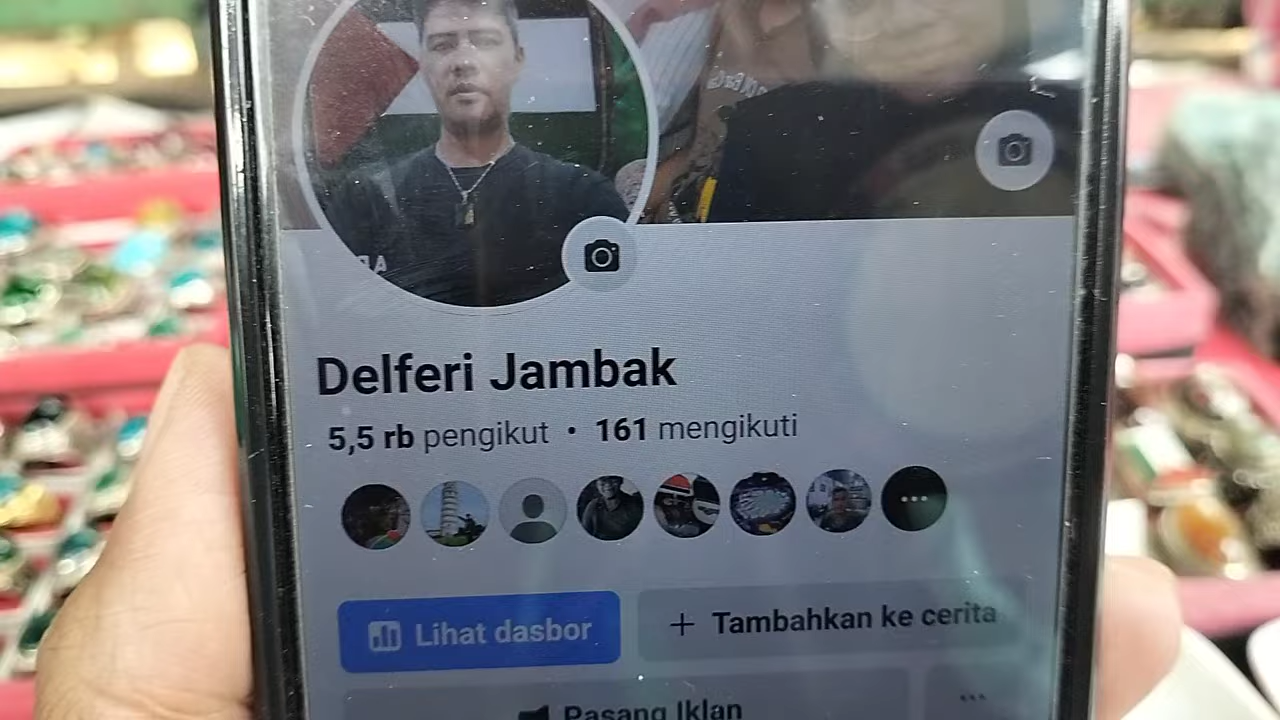 Delferi Jambak
5,5 rb pengikut • 161 mengikuti
Lihat dasbor
+ Tambahkan ke cerita
Pasang Iklan